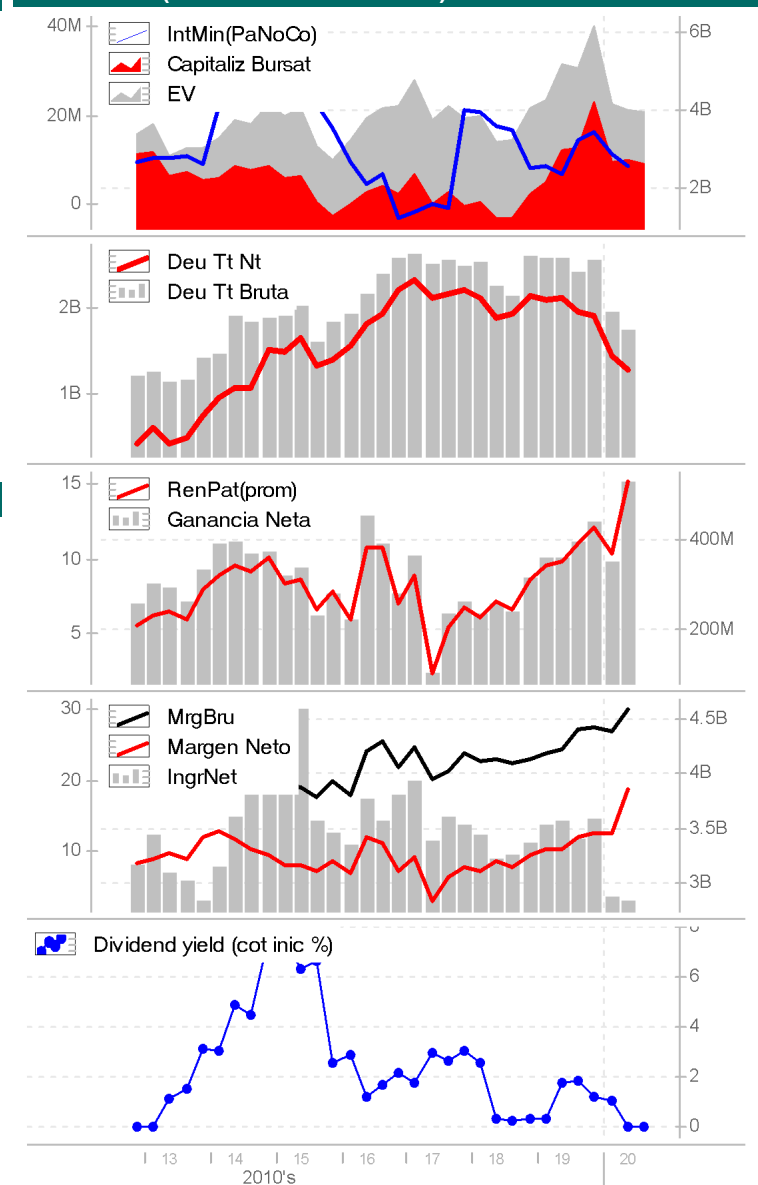 40M
IntMin(PaNoCo)
6B
Capitaliz Bursat
EV
20M
4B
2B
0
Deu Tt Nt
Deu Tt Bruta
2B
1B
15
RenPat(prom)
Ganancia Neta
400M
10
200M
5
30
MrgBru
4.5B
Margen Neto
IngrNet
20
4B
3.5B
10
3B
Dividend yield (cot inic %)
6
4
2
0
13 14 15 16 17 18 19 20
2010's